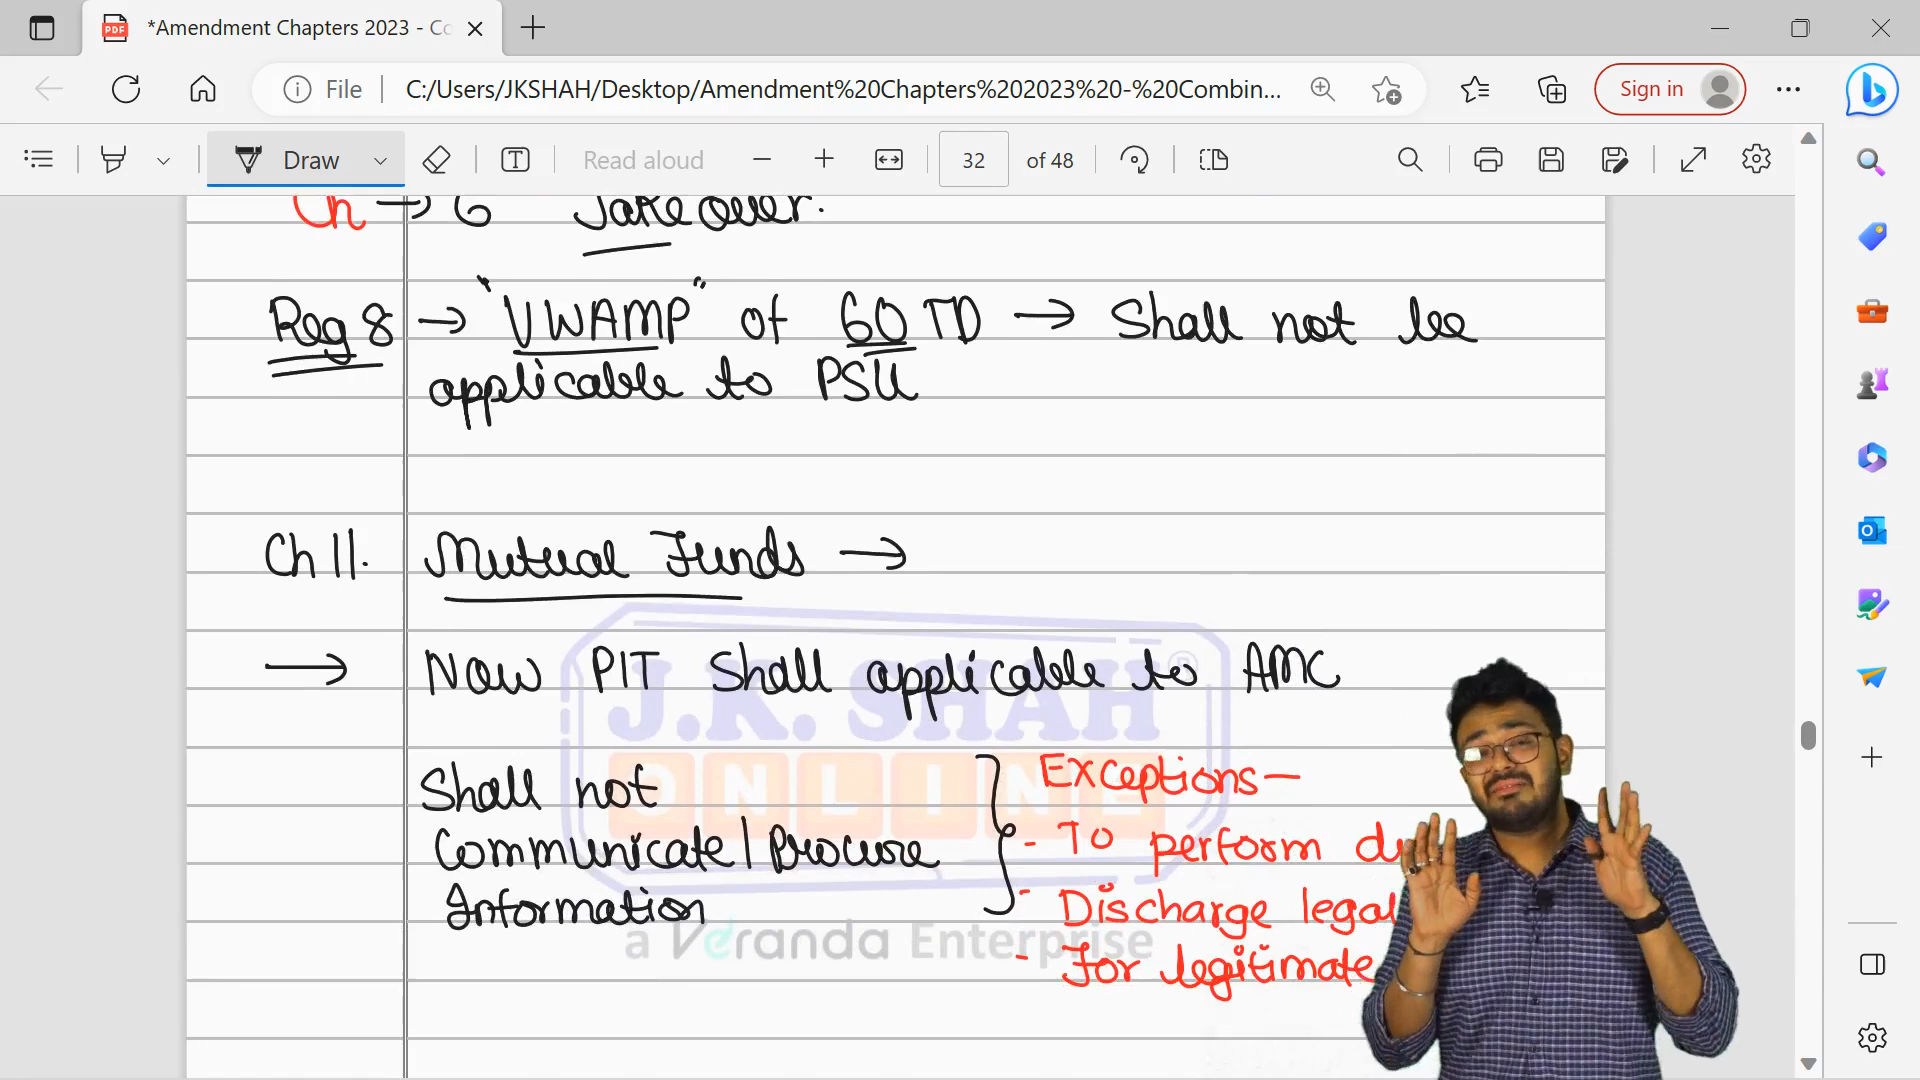 *Amendment Chapters 2023 - Co
File
C:/Users/JKSHAH/Desktop/Amendment%20Chapters%202023%20-%20Combin...
Sign in
Draw
Read aloud
32 of 48
Ch → 6 Takeover.
Reg 8 → "VWAMP" of 60 TD → Shall not be
applicable to PSU
Ch 11. Mutual Funds →
→ Now PIT Shall applicable to AMC
J.K. SHAH®
ONLINE
a Veranda Enterprise
Shall not
Communicate/Procure
Information
Exceptions—
- To perform du
- Discharge legal
- For legitimate